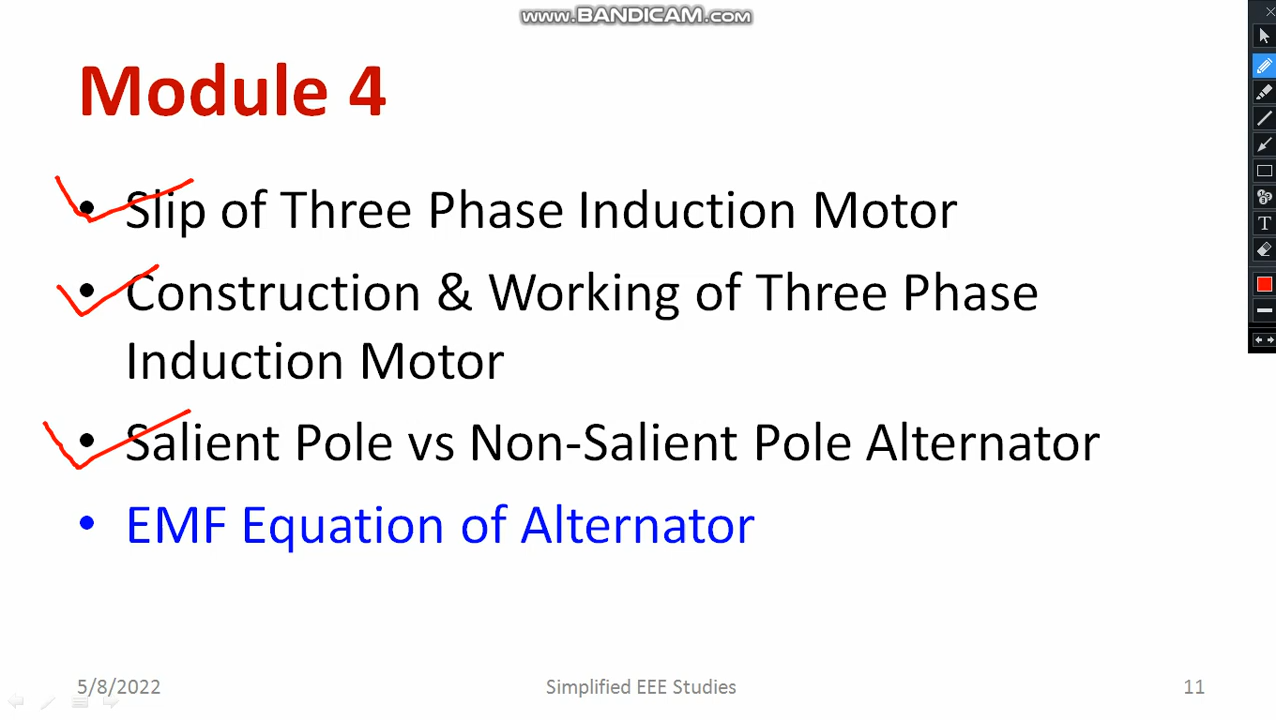 www.BANDICAM.com
Module 4
• Slip of Three Phase Induction Motor
• Construction & Working of Three Phase
Induction Motor
• Salient Pole vs Non-Salient Pole Alternator
• EMF Equation of Alternator
5/8/2022 Simplified EEE Studies 11